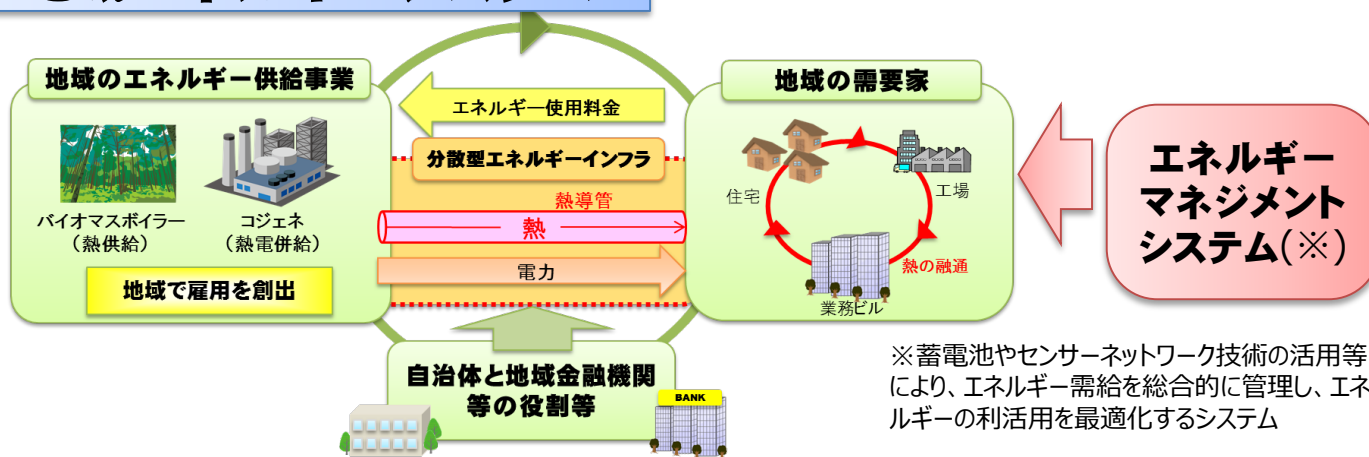 地域のエネルギー供給事業
バイオマスボイラー
（熱供給）
コジェネ
（熱電併給）
地域で雇用を創出
エネルギー使用料金
分散型エネルギーインフラ
熱導管
熱
電力
地域の需要家
住宅
工場
熱の融通
業務ビル
自治体と地域金融機関
等の役割等
BANK
エネルギー
マネジメント
システム(※)
※蓄電池やセンサーネットワーク技術の活用等
により、エネルギー需給を総合的に管理し、エネ
ルギーの利活用を最適化するシステム